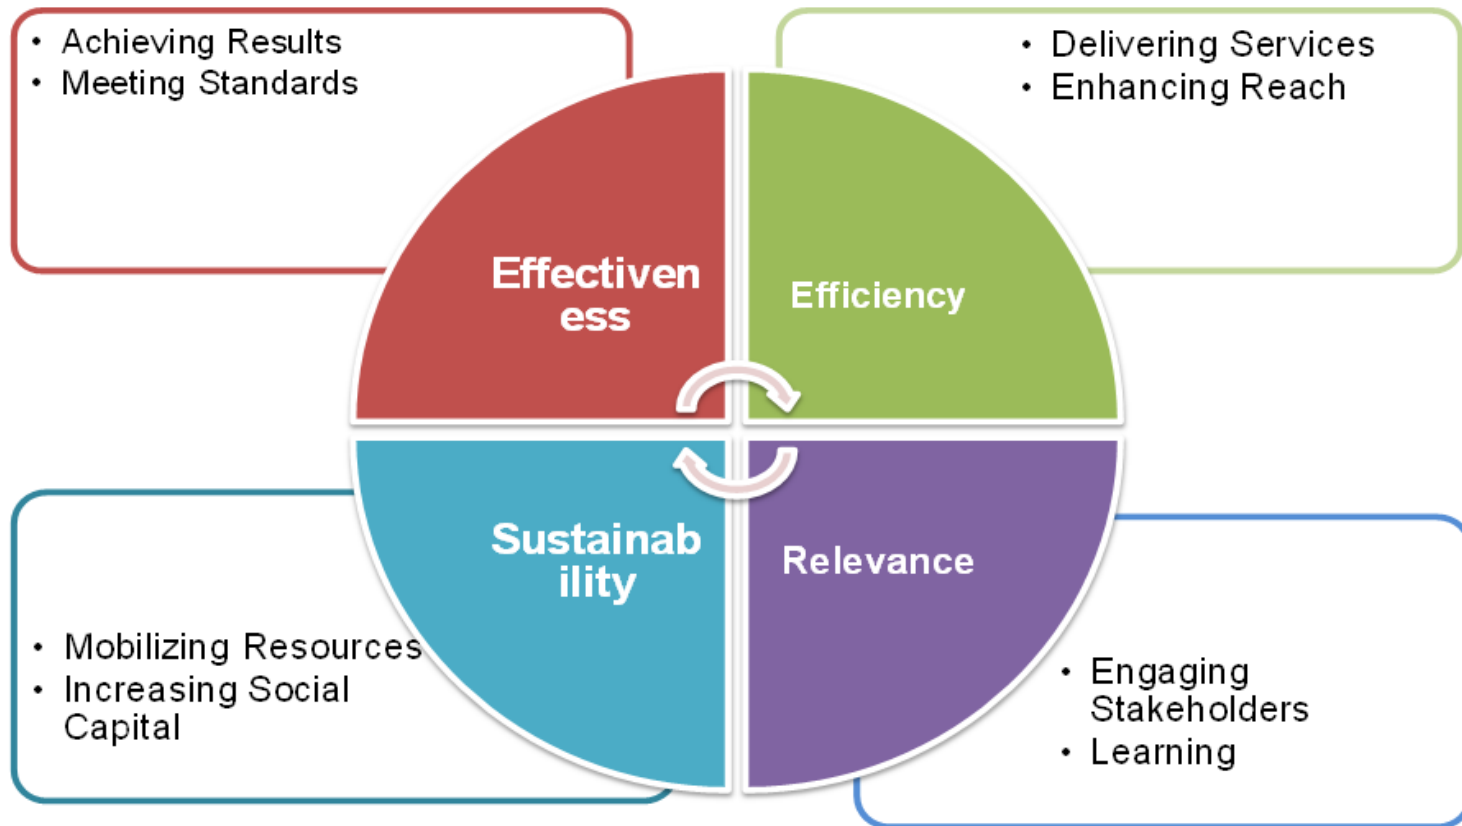 • Achieving Results
• Meeting Standards
• Delivering Services
• Enhancing Reach
Effectiven
ess
Efficiency
Sustainab
ility
Relevance
• Mobilizing Resources
• Increasing Social
Capital
• Engaging
Stakeholders
• Learning